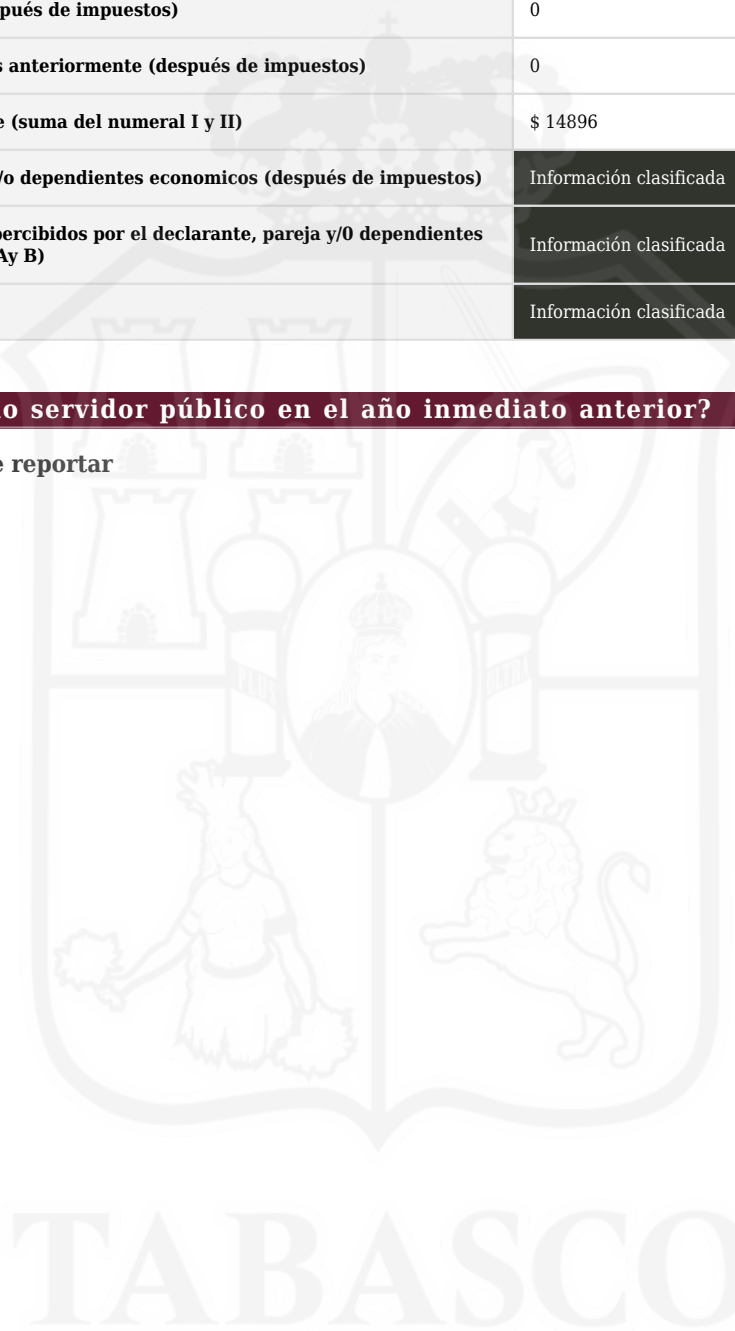 pués de impuestos) 0
s anteriormente (después de impuestos) 0
e (suma del numeral I y II) $ 14896
/o dependientes economicos (después de impuestos) Información clasificada
percibidos por el declarante, pareja y/0 dependientes
Ay B) Información clasificada
Información clasificada
o servidor público en el año inmediato anterior?
e reportar
PLUS ULTRA
TABASCO